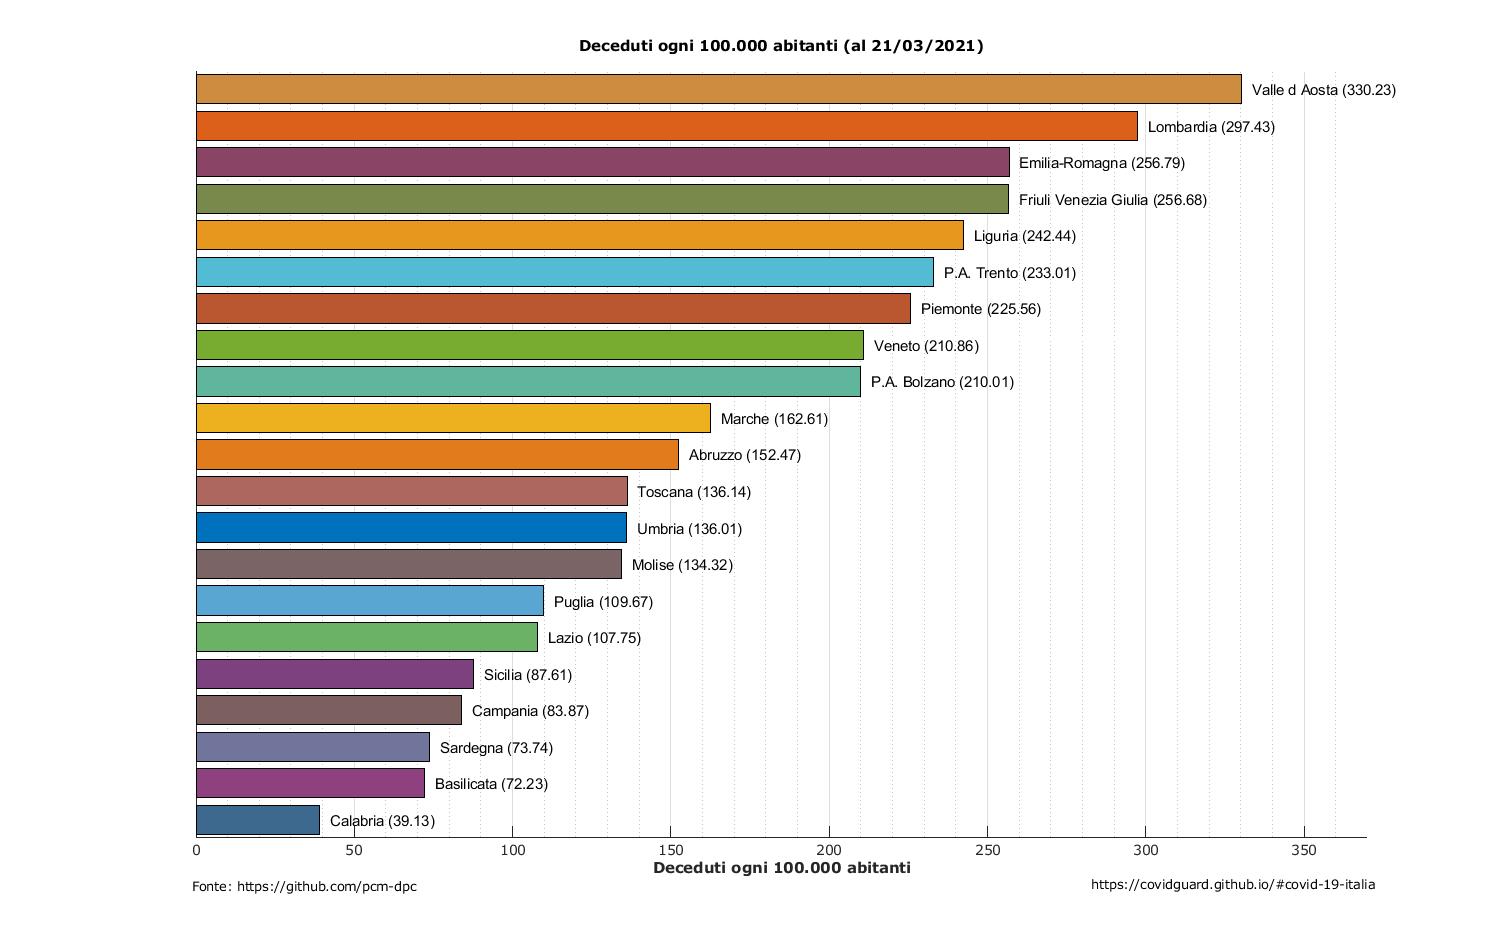 Deceduti ogni 100.000 abitanti (al 21/03/2021)
Valle d Aosta (330.23)
Lombardia (297.43)
Emilia-Romagna (256.79)
Friuli Venezia Giulia (256.68)
Liguria (242.44)
P.A. Trento (233.01)
Piemonte (225.56)
Veneto (210.86)
P.A. Bolzano (210.01)
Marche (162.61)
Abruzzo (152.47)
Toscana (136.14)
Umbria (136.01)
Molise (134.32)
Puglia (109.67)
Lazio (107.75)
Sicilia (87.61)
Campania (83.87)
Sardegna (73.74)
Basilicata (72.23)
Calabria (39.13)
0 50 100 150 200 250 300 350
Deceduti ogni 100.000 abitanti
Fonte: https://github.com/pcm-dpc
https://covidguard.github.io/#covid-19-italia